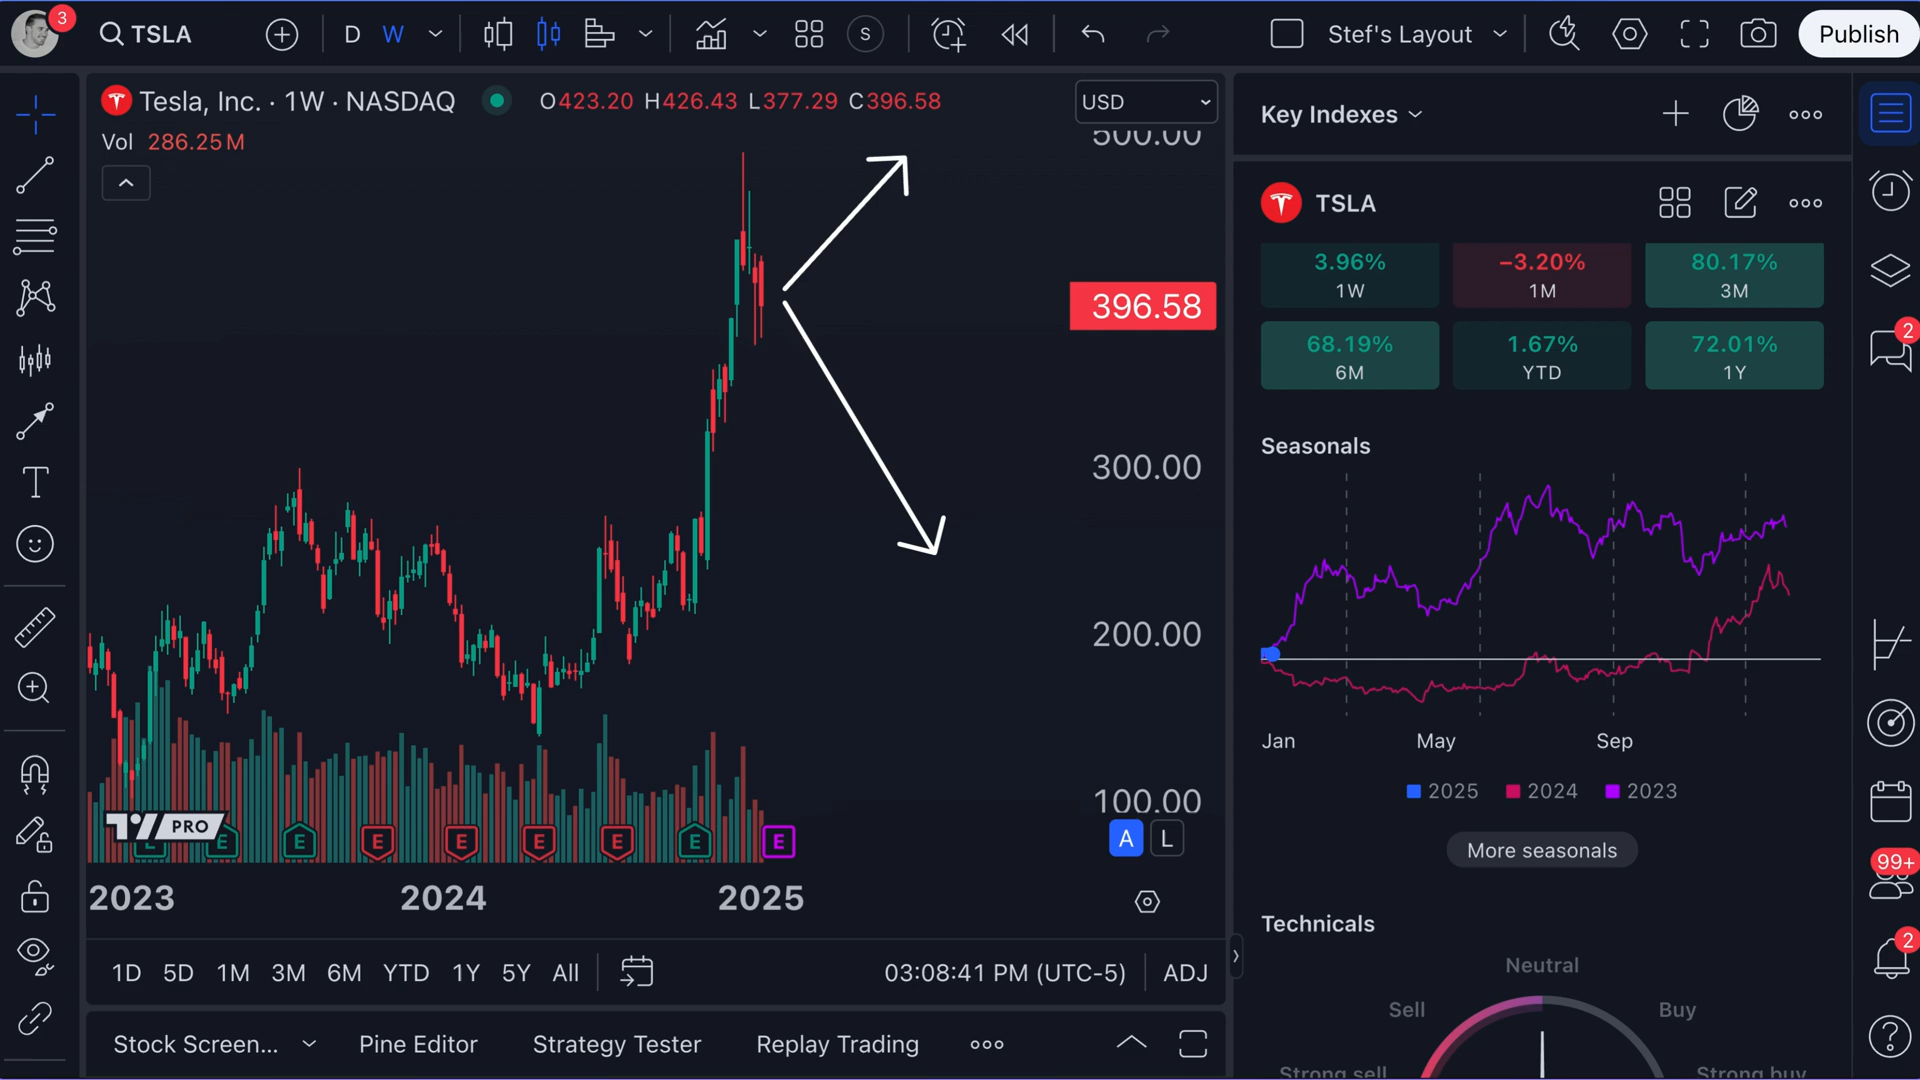 3
TSLA
D W
S
Stef's Layout
Publish
Tesla, Inc. · 1W · NASDAQ
O423.20 H426.43 L377.29 C396.58
USD
Vol 286.25M
500.00
396.58
300.00
200.00
100.00
A L
PRO
E E E E E E E E
2023 2024 2025
1D 5D 1M 3M 6M YTD 1Y 5Y All
03:08:41 PM (UTC-5)
ADJ
Stock Screen...
Pine Editor
Strategy Tester
Replay Trading
Key Indexes
TSLA
3.96% −3.20% 80.17%
1W 1M 3M
68.19% 1.67% 72.01%
6M YTD 1Y
Seasonals
Jan May Sep
2025 2024 2023
More seasonals
Technicals
Neutral
Sell Buy
Strong sell Strong buy
2
99+
2